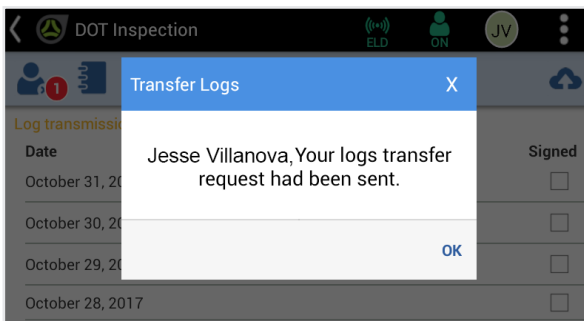 DOT Inspection
ELD
ON
JV
1
Transfer Logs X
Log transmissi
Date Signed
Jesse Villanova,Your logs transfer
request had been sent.
October 31, 20
October 30, 20
October 29, 20
OK
October 28, 2017